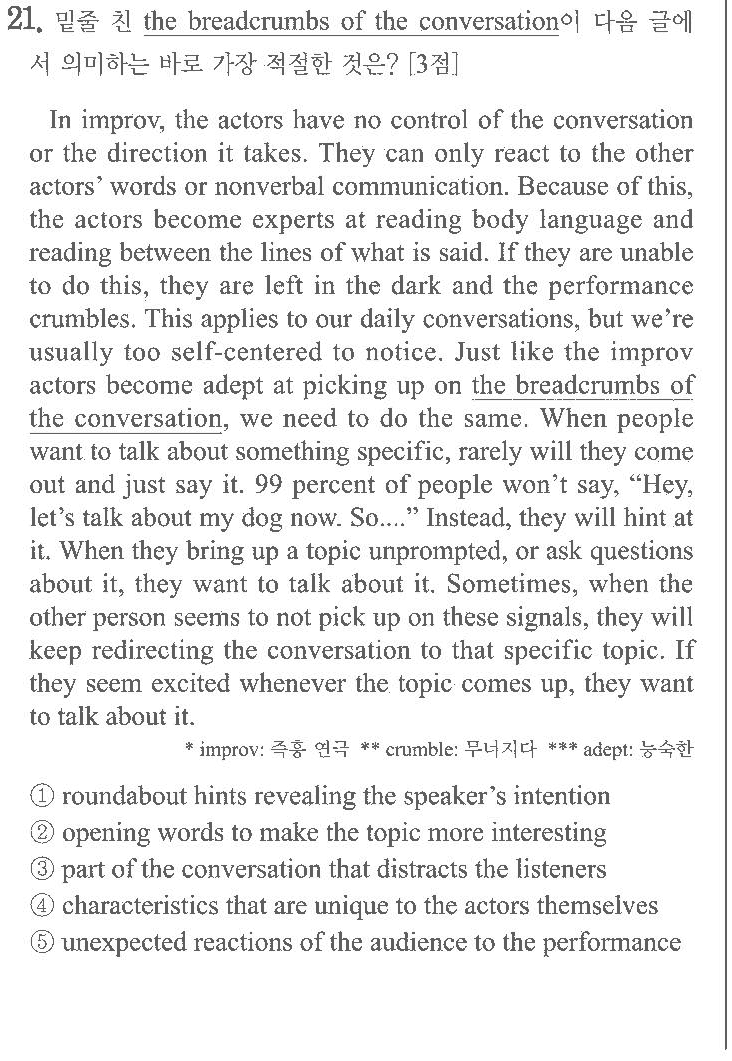 21. 밑줄 친 the breadcrumbs of the conversation이 다음 글에
서 의미하는 바로 가장 적절한 것은? [3점]
In improv, the actors have no control of the conversation
or the direction it takes. They can only react to the other
actors' words or nonverbal communication. Because of this,
the actors become experts at reading body language and
reading between the lines of what is said. If they are unable
to do this, they are left in the dark and the performance
crumbles. This applies to our daily conversations, but we're
usually too self-centered to notice. Just like the improv
actors become adept at picking up on the breadcrumbs of
the conversation, we need to do the same. When people
want to talk about something specific, rarely will they come
out and just say it. 99 percent of people won't say, "Hey,
let's talk about my dog now. So...." Instead, they will hint at
it. When they bring up a topic unprompted, or ask questions
about it, they want to talk about it. Sometimes, when the
other person seems to not pick up on these signals, they will
keep redirecting the conversation to that specific topic. If
they seem excited whenever the topic comes up, they want
to talk about it.
* improv: 즉흥 연극 ** crumble: 무너지다 *** adept: 능숙한
① roundabout hints revealing the speaker's intention
② opening words to make the topic more interesting
③ part of the conversation that distracts the listeners
④ characteristics that are unique to the actors themselves
⑤ unexpected reactions of the audience to the performance